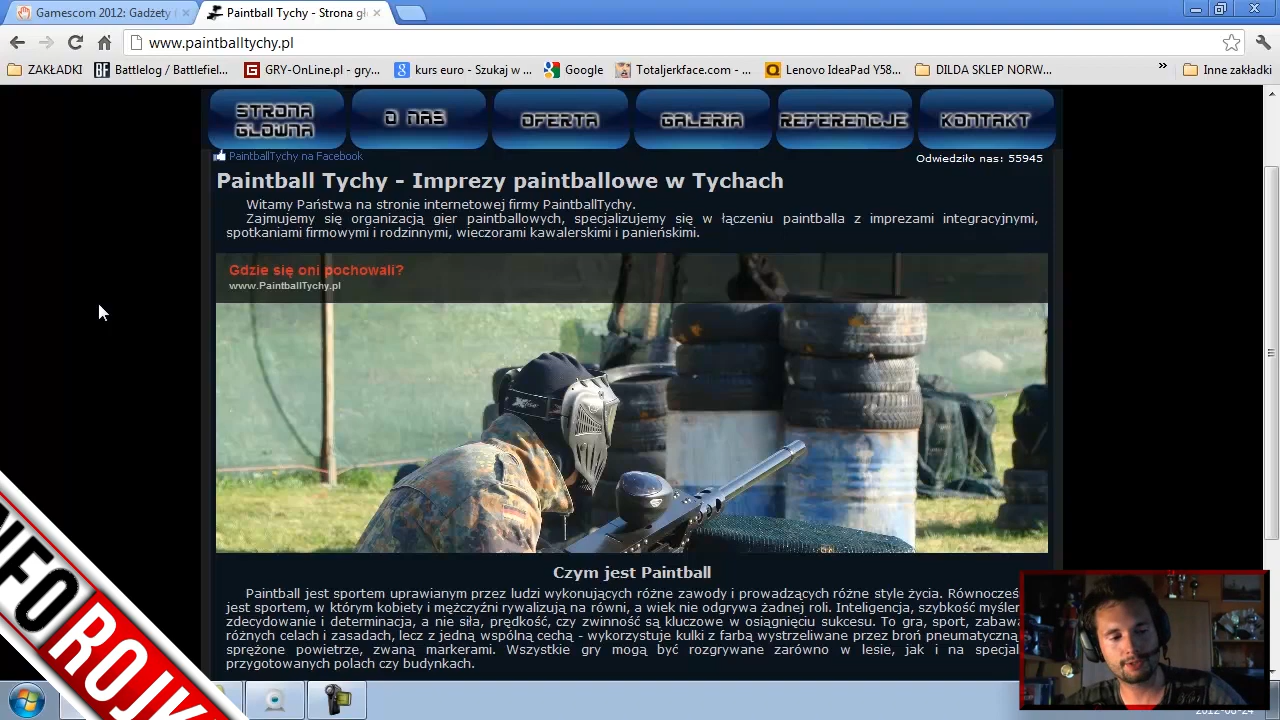 Gamescom 2012: Gadżety
Paintball Tychy - Strona gł
www.paintballtychy.pl
ZAKŁADKI
Battlelog / Battlefiel...
GRY-OnLine.pl - gry...
kurs euro - Szukaj w ...
Google
Totaljerkface.com - ...
Lenovo IdeaPad Y58...
DILDA SKLEP NORW...
»
Inne zakładki
STRONA
GLOWNA
O NAS
OFERTA
GALERIA
REFERENCJE
KONTAKT
PaintballTychy na Facebook
Odwiedziło nas: 55945
Paintball Tychy - Imprezy paintballowe w Tychach
Witamy Państwa na stronie internetowej firmy PaintballTychy.
Zajmujemy się organizacją gier paintballowych, specjalizujemy się w łączeniu paintballa z imprezami integracyjnymi,
spotkaniami firmowymi i rodzinnymi, wieczorami kawalerskimi i panieńskimi.
Gdzie się oni pochowali?
www.PaintballTychy.pl
Czym jest Paintball
Paintball jest sportem uprawianym przez ludzi wykonujących różne zawody i prowadzących różne style życia. Równocześ
jest sportem, w którym kobiety i mężczyźni rywalizują na równi, a wiek nie odgrywa żadnej roli. Inteligencja, szybkość myśler
zdecydowanie i determinacja, a nie siła, prędkość, czy zwinność są kluczowe w osiągnięciu sukcesu. To gra, sport, zabawa
różnych celach i zasadach, lecz z jedną wspólną cechą - wykorzystuje kulki z farbą wystrzeliwane przez broń pneumatyczną
sprężone powietrze, zwaną markerami. Wszystkie gry mogą być rozgrywane zarówno w lesie, jak i na specjal
przygotowanych polach czy budynkach.
NFO ROJK
2012-08-24